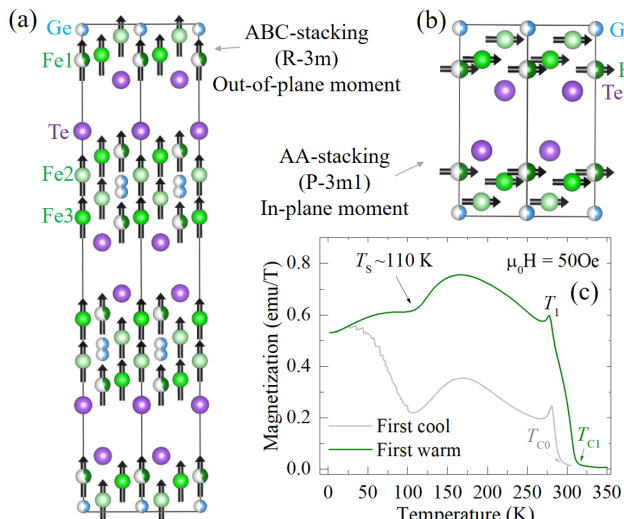 (a)
Ge
Fe1
Te
Fe2
Fe3
ABC-stacking
(R-3m)
Out-of-plane moment
(b)
G
F
Te
AA-stacking
(P-3m1)
In-plane moment
(c)
μ₀H = 50Oe
Tₛ~110 K
T₁
T_C0
T_C1
First cool
First warm
Magnetization (emu/T)
0.8
0.6
0.4
0.2
0.0
0 50 100 150 200 250 300 350
Temperature (K)